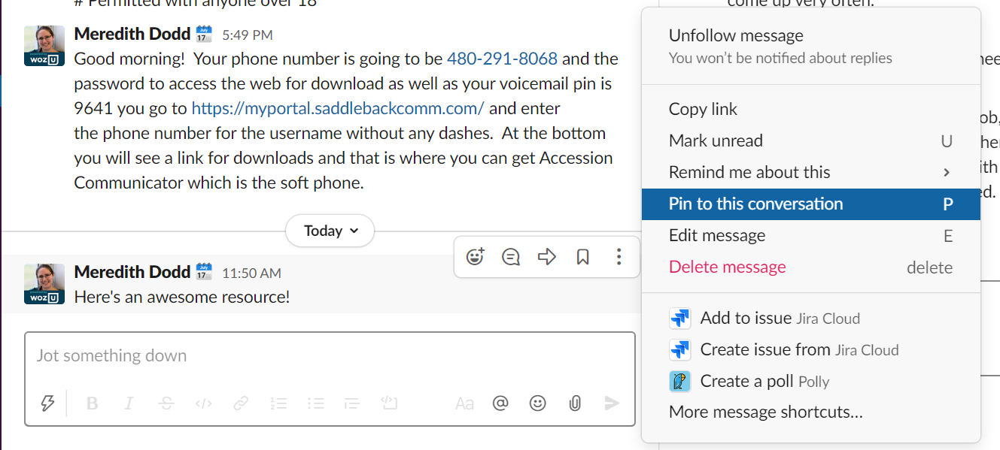 # Permitted with anyone over 18
come up very often.
Meredith Dodd 5:49 PM
woz U
Good morning!  Your phone number is going to be 480-291-8068 and the
password to access the web for download as well as your voicemail pin is
9641 you go to https://myportal.saddlebackcomm.com/ and enter
the phone number for the username without any dashes.  At the bottom
you will see a link for downloads and that is where you can get Accession
Communicator which is the soft phone.
Today
Meredith Dodd 11:50 AM
woz U
Here's an awesome resource!
Jot something down
B I S </> Aa @
Unfollow message
You won't be notified about replies
Copy link
Mark unread U
Remind me about this >
Pin to this conversation P
Edit message E
Delete message delete
Add to issue Jira Cloud
Create issue from Jira Cloud
Create a poll Polly
More message shortcuts...